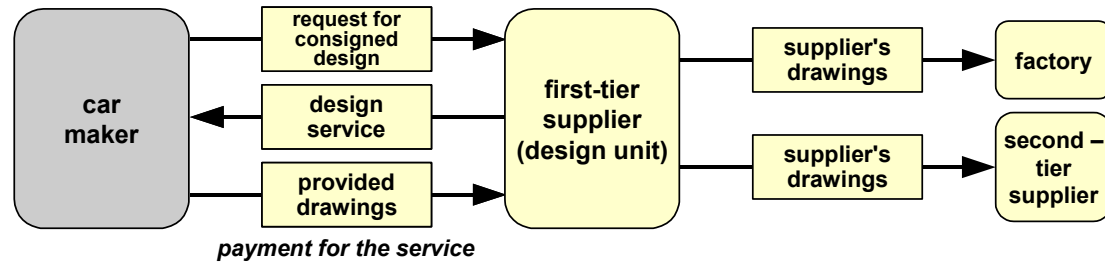 car
maker
request for
consigned
design
design
service
provided
drawings
payment for the service
first-tier
supplier
(design unit)
supplier's
drawings
supplier's
drawings
factory
second –
tier
supplier